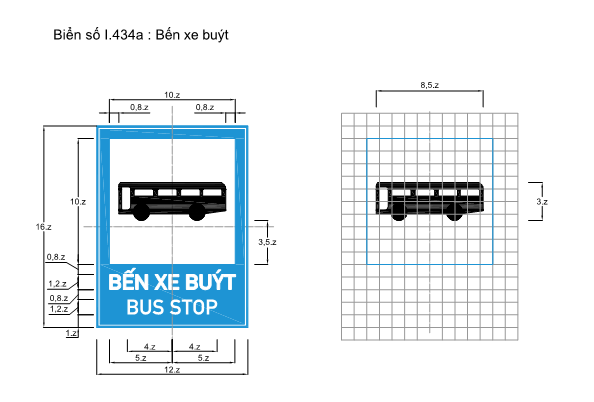 Biển số I.434a : Bến xe buýt
10.z
0,8.z 0,8.z
8,5.z
10.z
16.z
3.z
3,5.z
0,8.z
1,2.z
0,8.z
1,2.z
1.z
BẾN XE BUÝT
BUS STOP
4.z 4.z
5.z 5.z
12.z